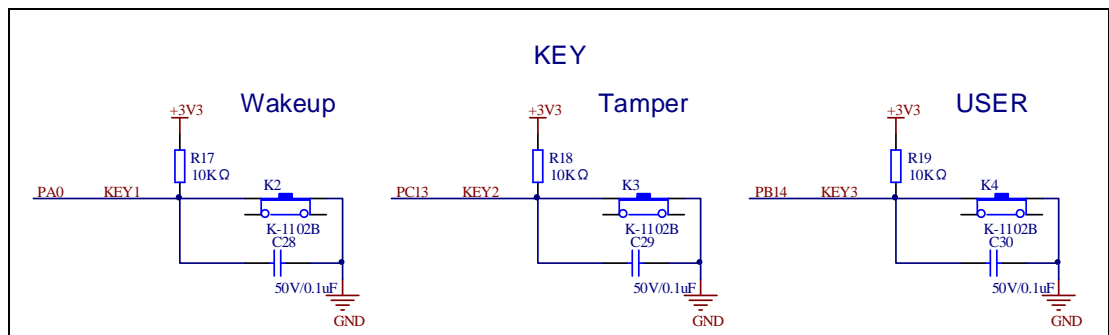 KEY
Wakeup
Tamper
USER
+3V3
+3V3
+3V3
R17
10KΩ
R18
10KΩ
R19
10KΩ
PA0 KEY1
K2
PC13 KEY2
K3
PB14 KEY3
K4
K-1102B
K-1102B
K-1102B
C28
C29
C30
50V/0.1uF
50V/0.1uF
50V/0.1uF
GND
GND
GND